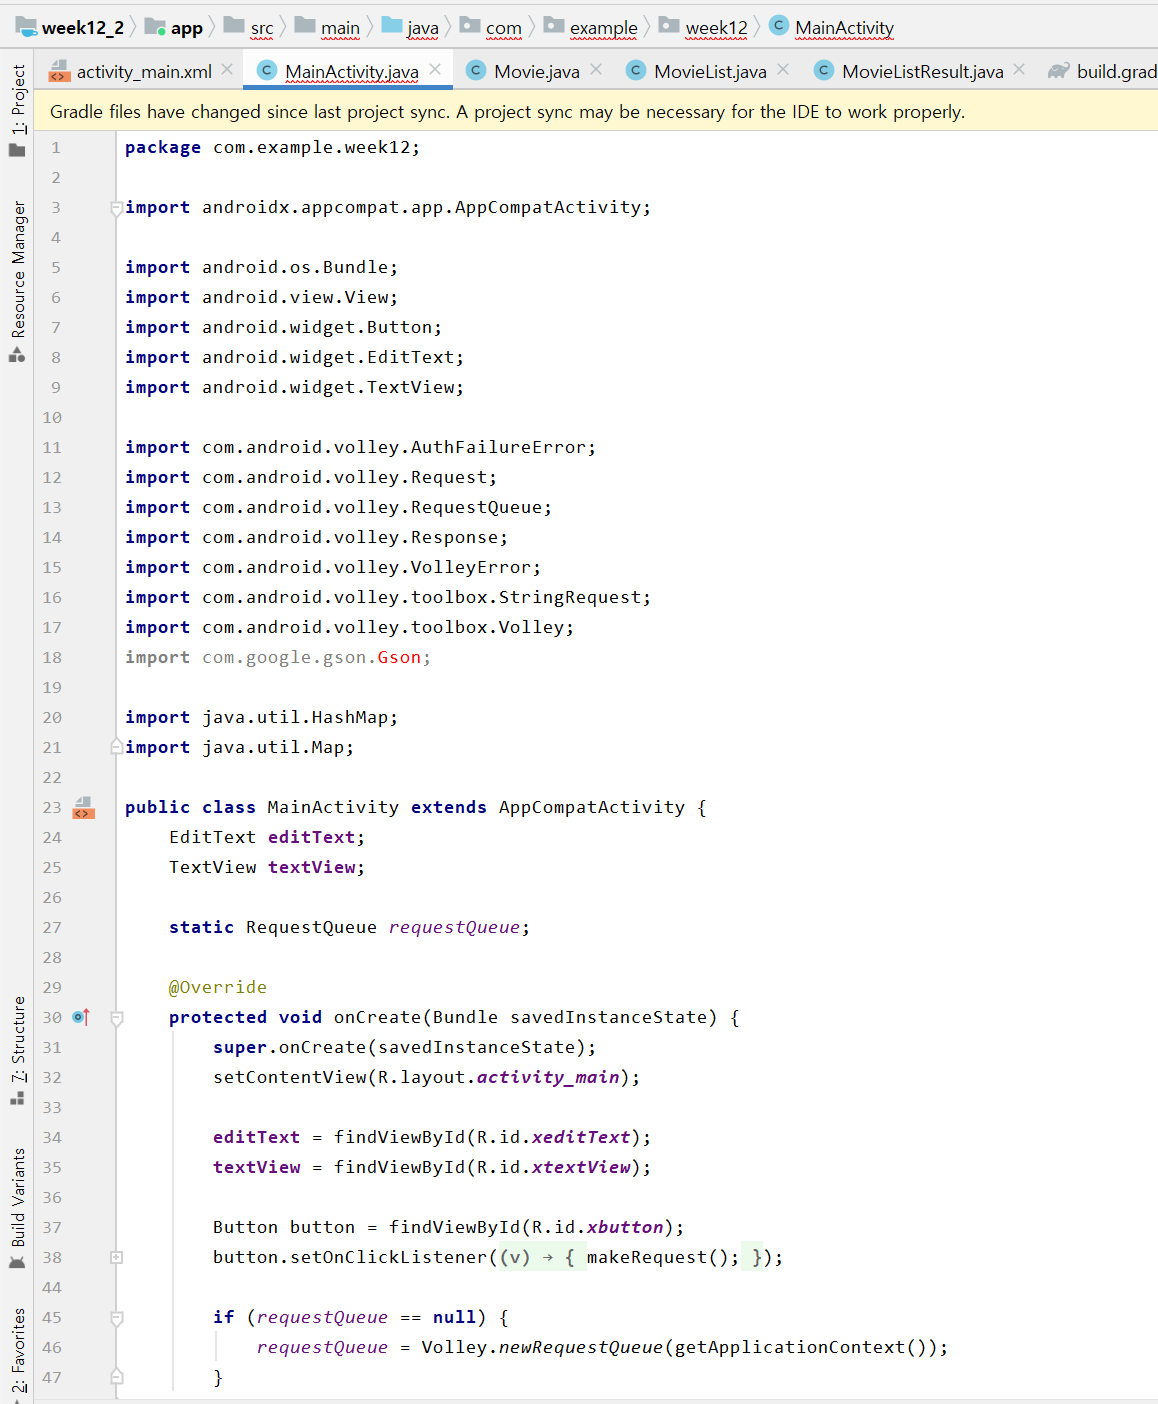 week12_2 app src main java com example week12 MainActivity
activity_main.xml MainActivity.java Movie.java MovieList.java MovieListResult.java build.grad
Gradle files have changed since last project sync. A project sync may be necessary for the IDE to work properly.
1: Project
Resource Manager
7: Structure
Build Variants
2: Favorites
1 package com.example.week12;
2
3 import androidx.appcompat.app.AppCompatActivity;
4
5 import android.os.Bundle;
6 import android.view.View;
7 import android.widget.Button;
8 import android.widget.EditText;
9 import android.widget.TextView;
10
11 import com.android.volley.AuthFailureError;
12 import com.android.volley.Request;
13 import com.android.volley.RequestQueue;
14 import com.android.volley.Response;
15 import com.android.volley.VolleyError;
16 import com.android.volley.toolbox.StringRequest;
17 import com.android.volley.toolbox.Volley;
18 import com.google.gson.Gson;
19
20 import java.util.HashMap;
21 import java.util.Map;
22
23 public class MainActivity extends AppCompatActivity {
24 EditText editText;
25 TextView textView;
26
27 static RequestQueue requestQueue;
28
29 @Override
30 protected void onCreate(Bundle savedInstanceState) {
31 super.onCreate(savedInstanceState);
32 setContentView(R.layout.activity_main);
33
34 editText = findViewById(R.id.xeditText);
35 textView = findViewById(R.id.xtextView);
36
37 Button button = findViewById(R.id.xbutton);
38 button.setOnClickListener((v) → { makeRequest(); });
44
45 if (requestQueue == null) {
46 requestQueue = Volley.newRequestQueue(getApplicationContext());
47 }